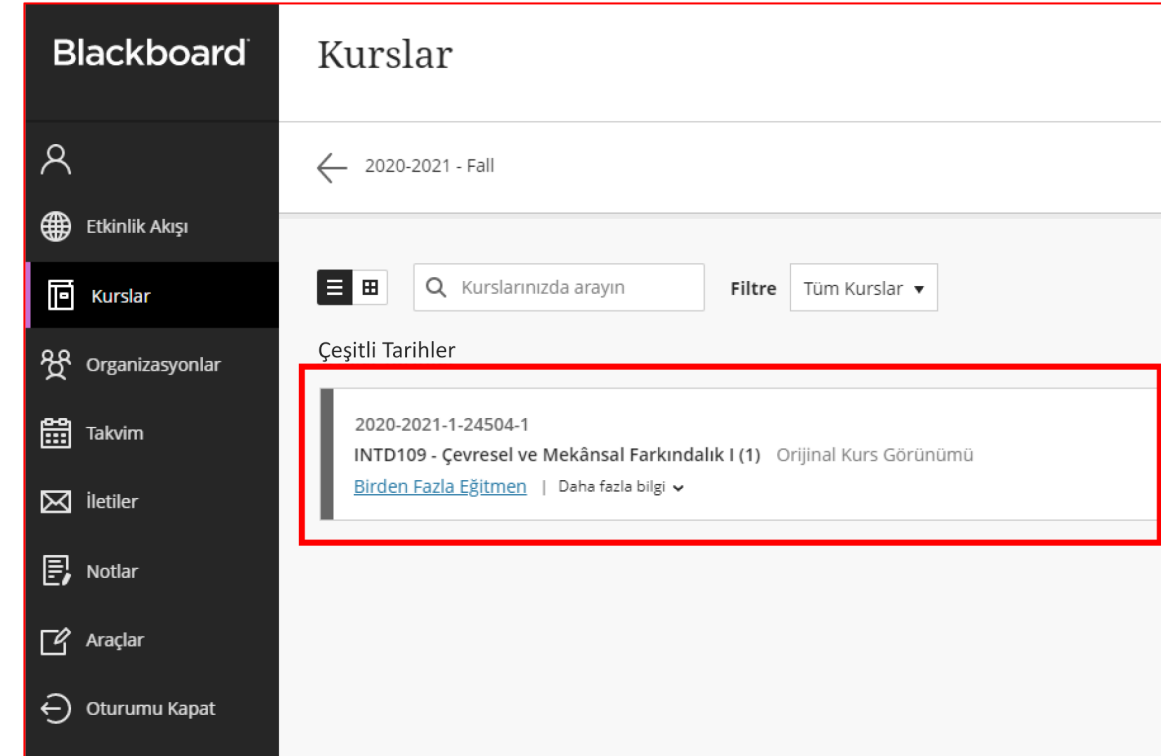 Blackboard
Kurslar
2020-2021 - Fall
Etkinlik Akışı
Kurslar
Organizasyonlar
Takvim
İletiler
Notlar
Araçlar
Oturumu Kapat
Kurslarınızda arayın
Filtre
Tüm Kurslar
Çeşitli Tarihler
2020-2021-1-24504-1
INTD109 - Çevresel ve Mekânsal Farkındalık I (1) Orijinal Kurs Görünümü
Birden Fazla Eğitmen | Daha fazla bilgi